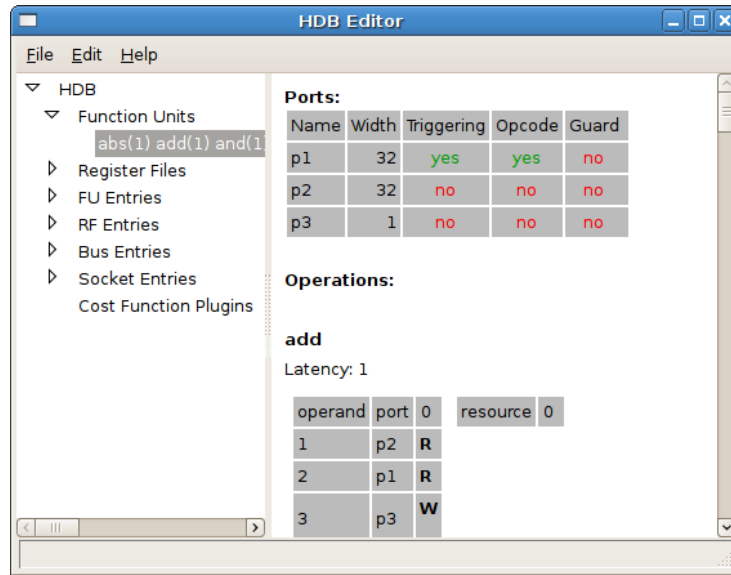 HDB Editor
File Edit Help
HDB
Function Units
abs(1) add(1) and(1)
Register Files
FU Entries
RF Entries
Bus Entries
Socket Entries
Cost Function Plugins
Ports:
Name Width Triggering Opcode Guard
p1 32 yes yes no
p2 32 no no no
p3 1 no no no
Operations:
add
Latency: 1
operand port 0 resource 0
1 p2 R
2 p1 R
3 p3 W